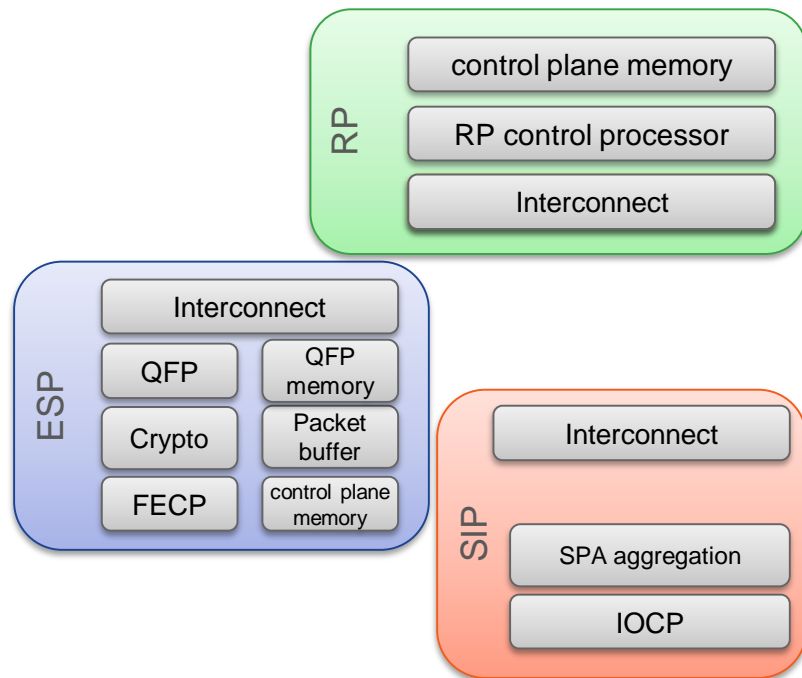 RP
control plane memory
RP control processor
Interconnect
ESP
Interconnect
QFP
QFP
memory
Crypto
Packet
buffer
FECP
control plane
memory
SIP
Interconnect
SPA aggregation
IOCP